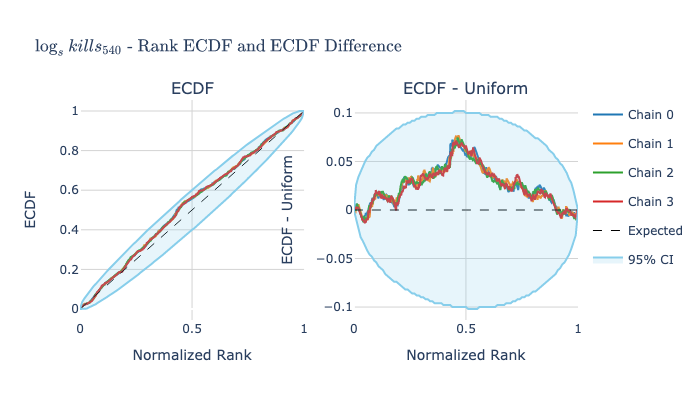 log_s kills_540 - Rank ECDF and ECDF Difference
ECDF
ECDF - Uniform
ECDF
1
0.8
0.6
0.4
0.2
0
0
0.5
1
Normalized Rank
ECDF - Uniform
0.1
0.05
0
−0.05
−0.1
0
0.5
1
Normalized Rank
Chain 0
Chain 1
Chain 2
Chain 3
Expected
95% CI